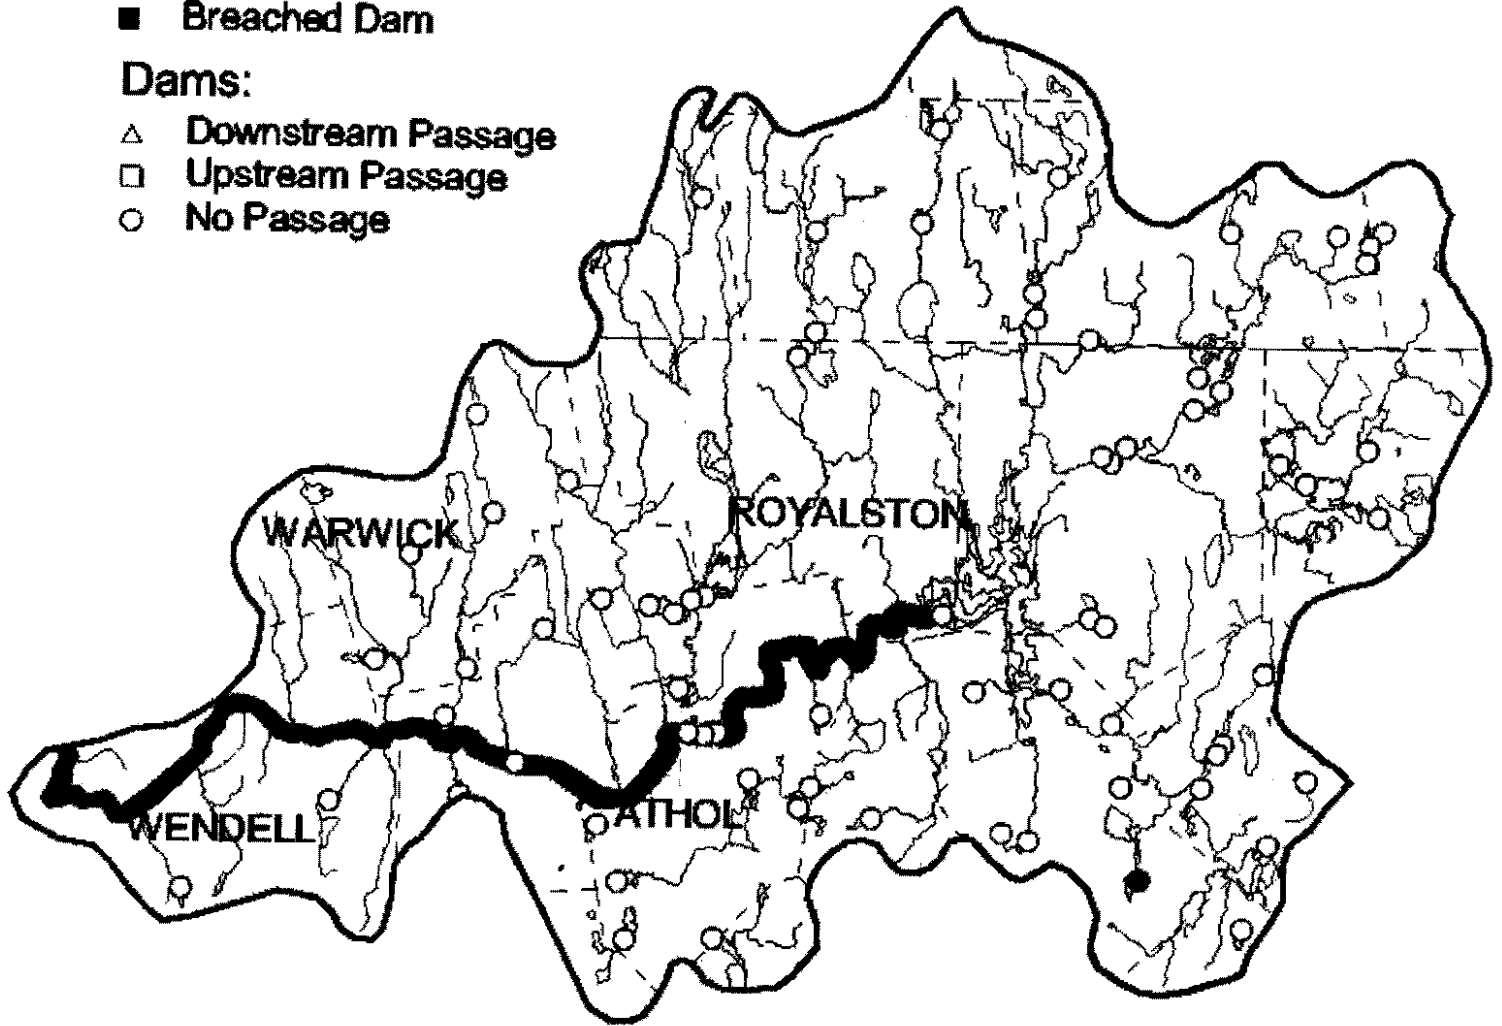 Breached Dam
Dams:
Downstream Passage
Upstream Passage
No Passage
ROYALSTON
WARWICK
ATHOL
WENDELL